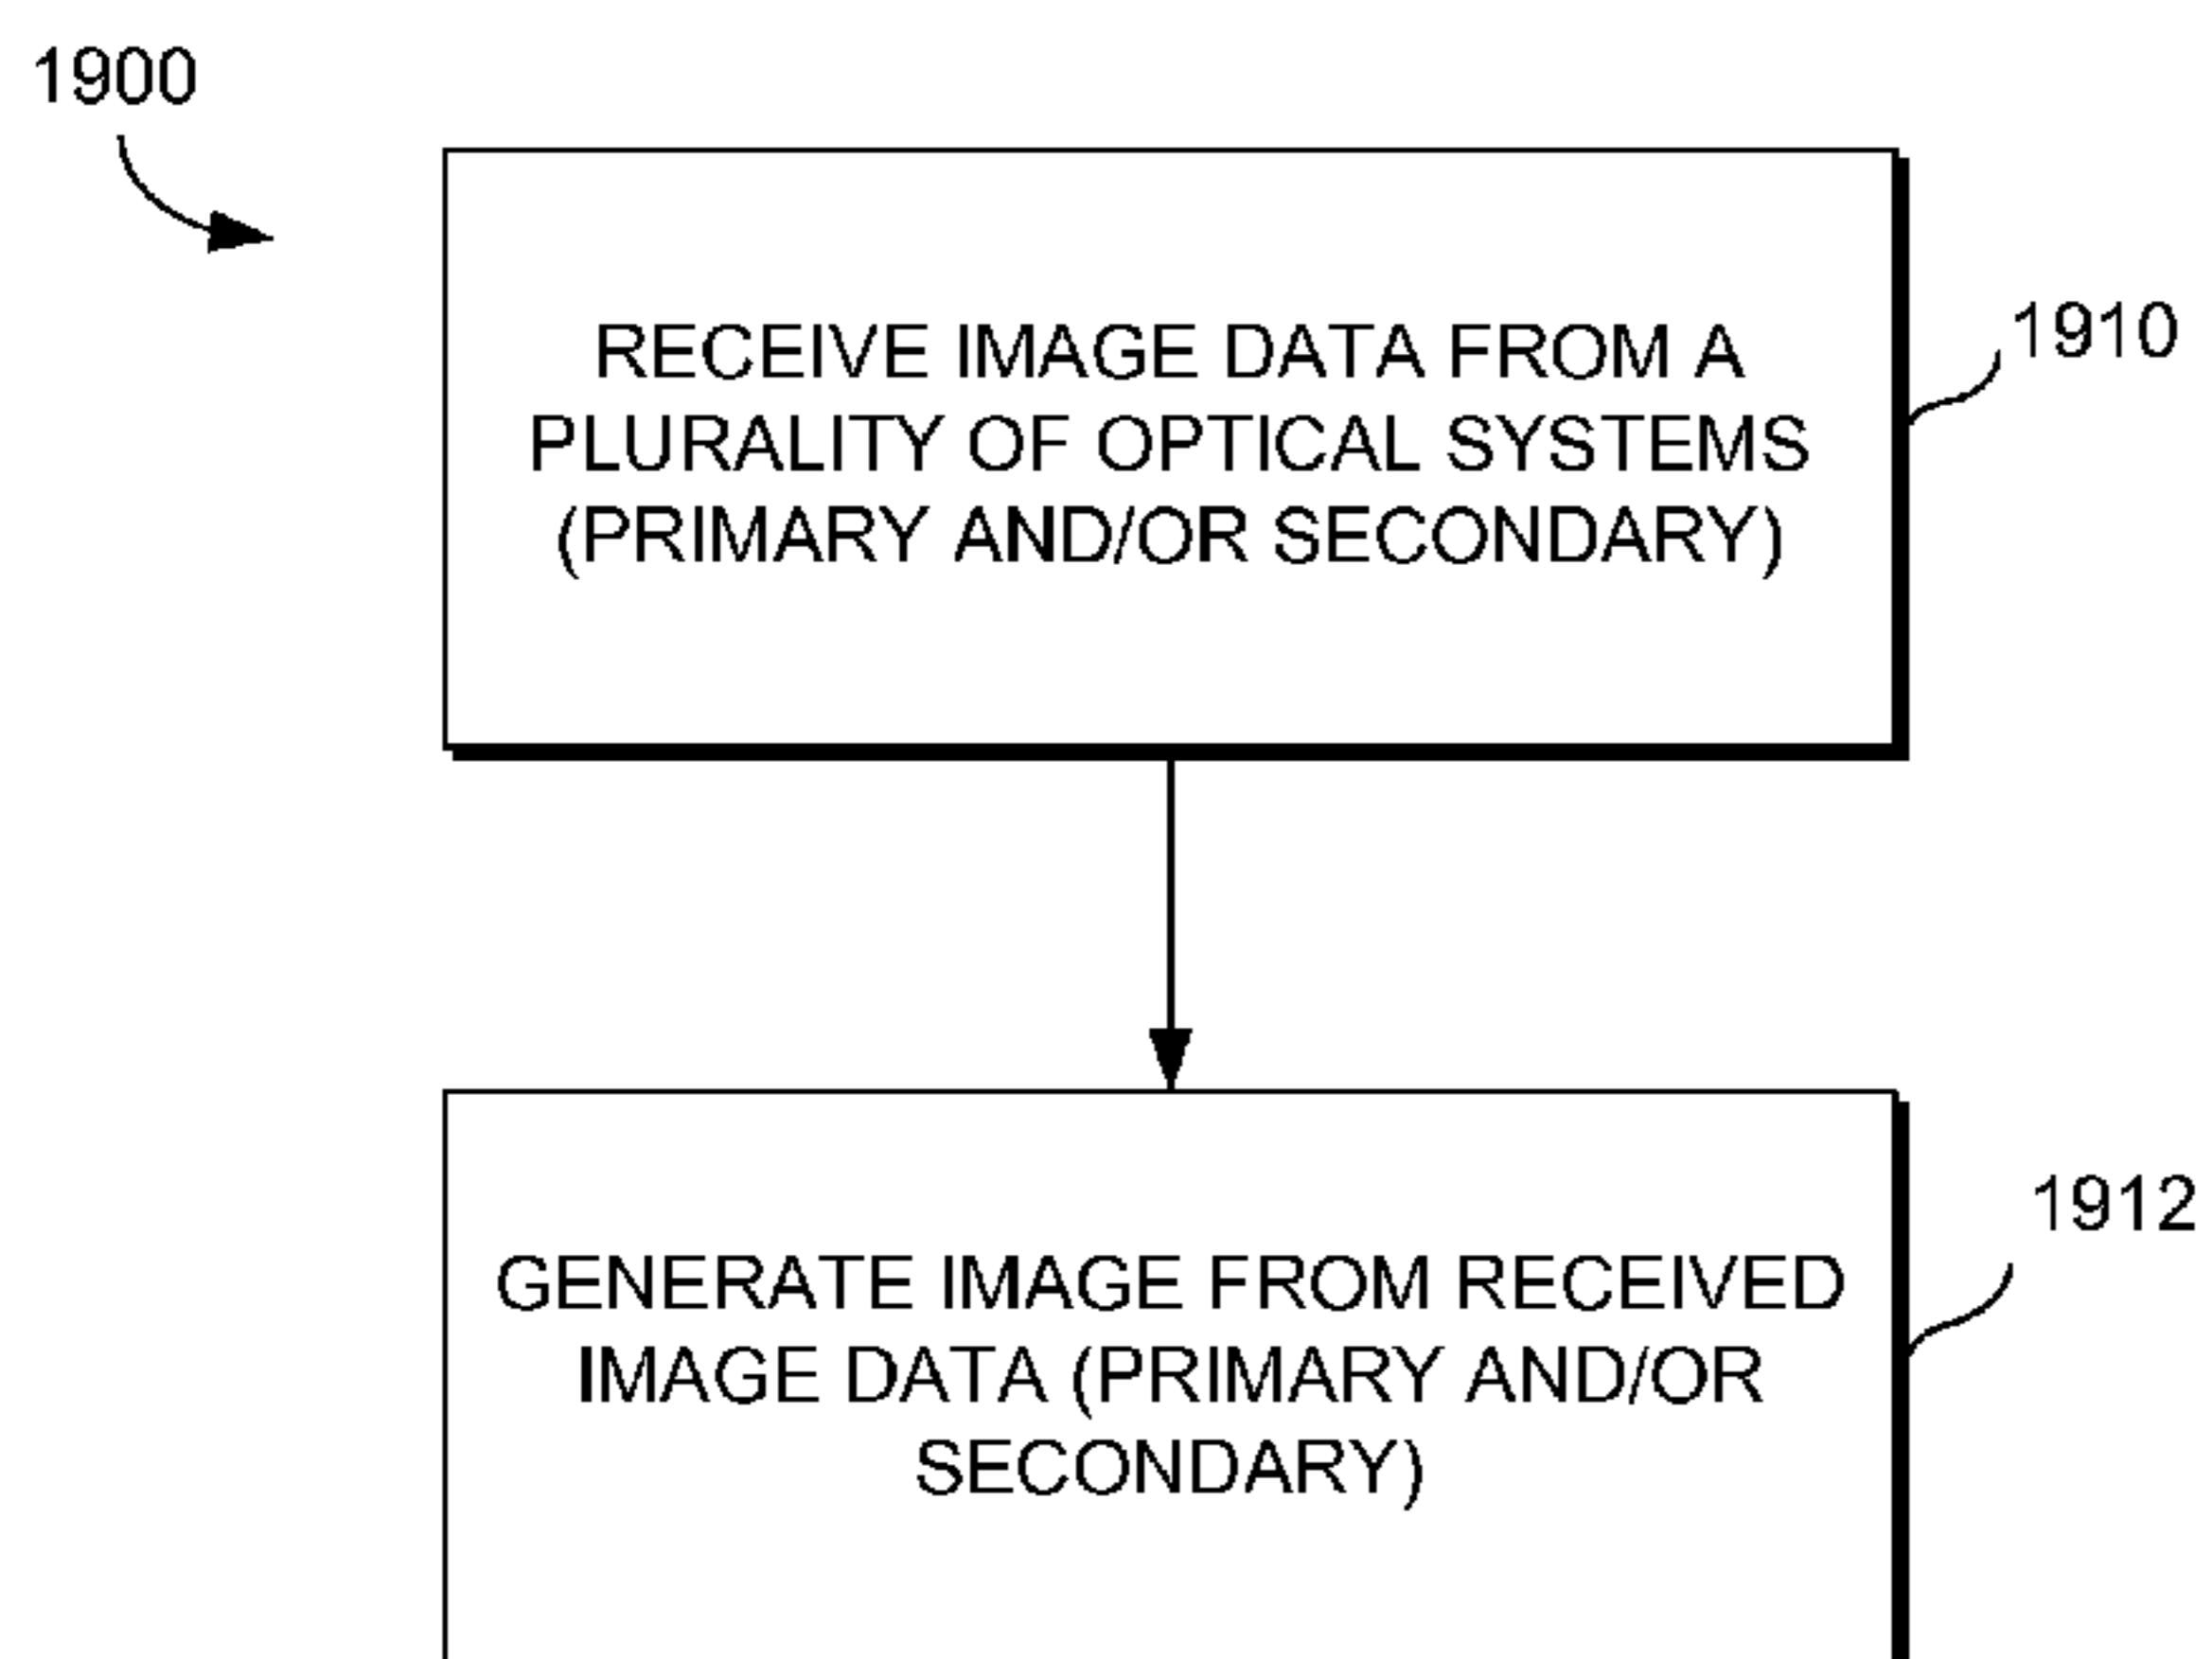 1900
RECEIVE IMAGE DATA FROM A
PLURALITY OF OPTICAL SYSTEMS
(PRIMARY AND/OR SECONDARY)
1910
GENERATE IMAGE FROM RECEIVED
IMAGE DATA (PRIMARY AND/OR
SECONDARY)
1912